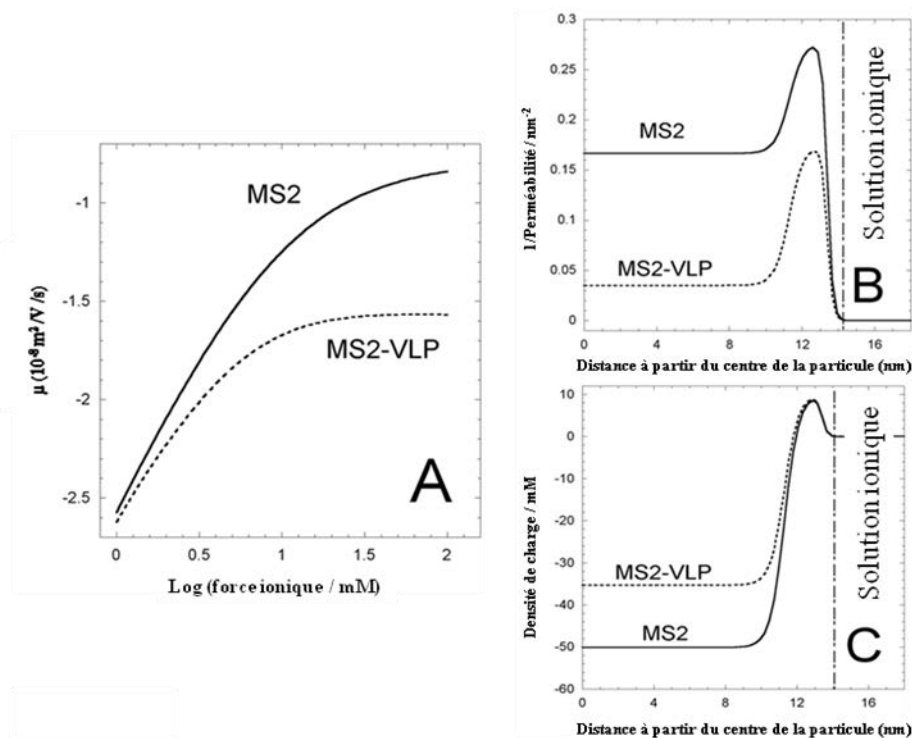 -1
-1.5
-2
-2.5
0
0.5
1
1.5
2
μ (10⁻⁸ m² /V /s)
Log (force ionique / mM)
MS2
MS2-VLP
A
0.3
0.25
0.2
0.15
0.1
0.05
0
0
4
8
12
16
1/Perméabilité / nm⁻²
Distance à partir du centre de la particule (nm)
MS2
MS2-VLP
Solution ionique
B
10
0
-10
-20
-30
-40
-50
-60
0
4
8
12
16
Densité de charge / mM
Distance à partir du centre de la particule (nm)
MS2-VLP
MS2
Solution ionique
C